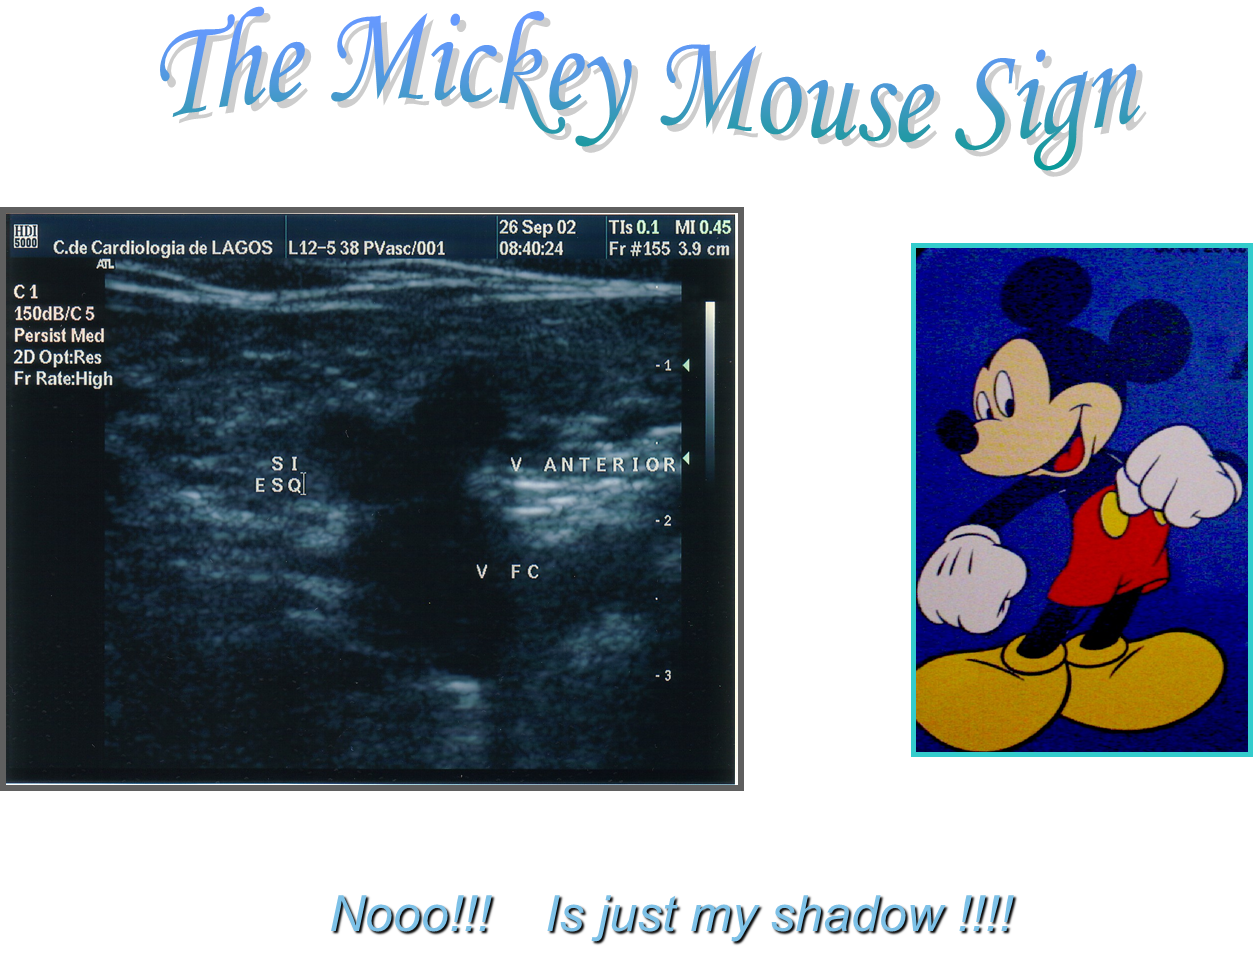 The Mickey Mouse Sign
HDI 5000
C.de Cardiologia de LAGOS
L12-5 38 PVasc/001
26 Sep 02
08:40:24
TIs 0.1 MI 0.45
Fr #155 3.9 cm
ATL
C 1
150dB/C 5
Persist Med
2D Opt:Res
Fr Rate:High
- 1
S I
E S Q
V ANTERIOR
- 2
V FC
- 3
Nooo!!! Is just my shadow !!!!